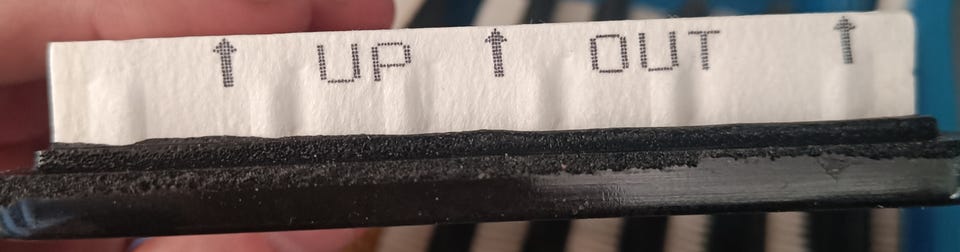 ↑ UP ↑ OUT ↑